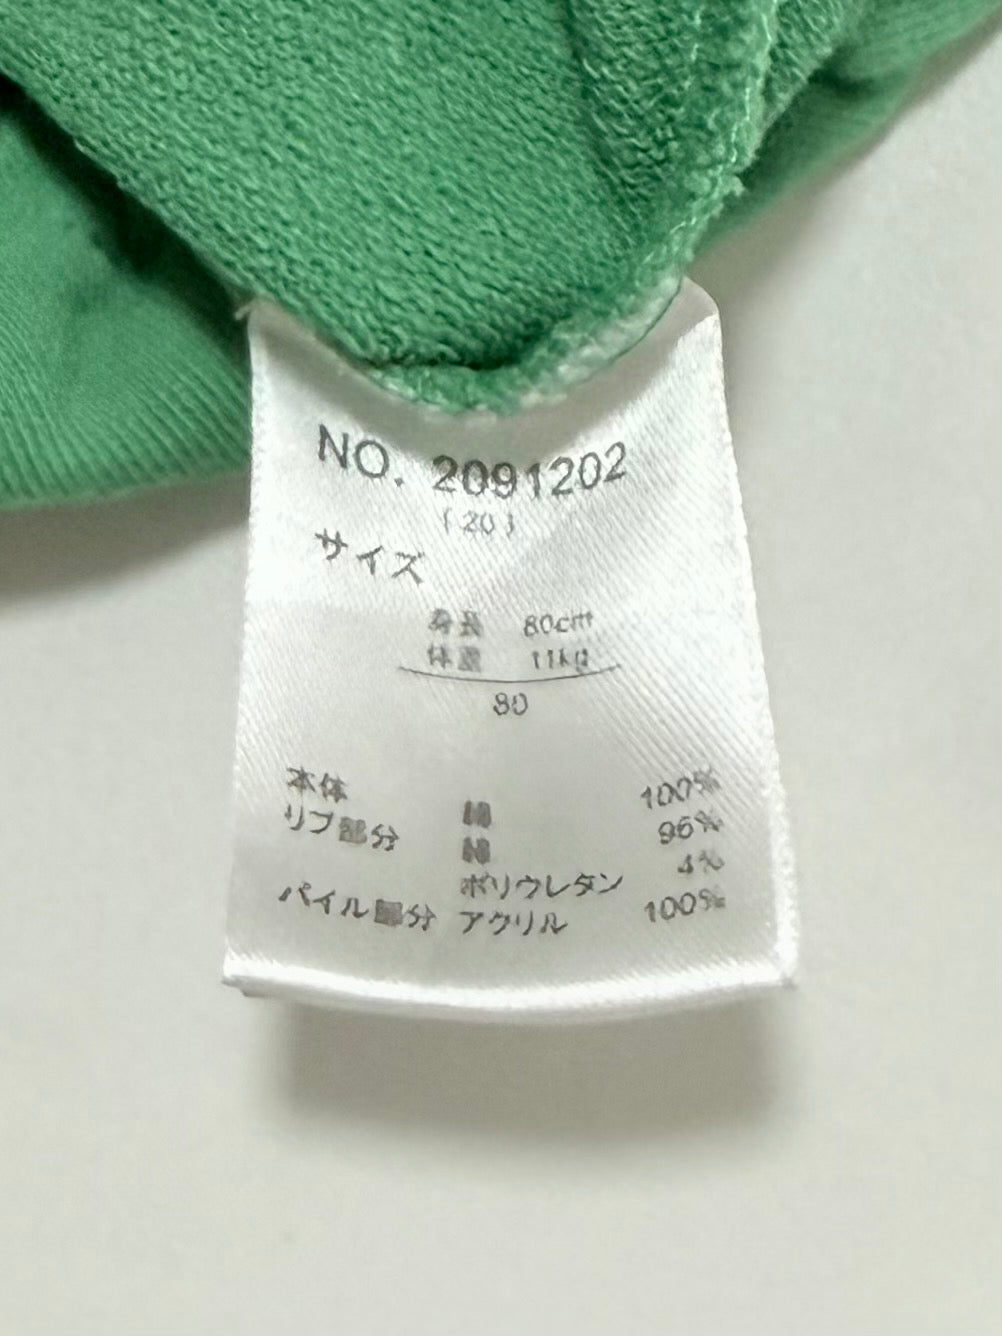 NO. 2091202
(20)
サイズ
身長 80cm
体重 11kg
80
本体 綿 100%
リブ部分 綿 96%
ポリウレタン 4%
パイル部分 アクリル 100%